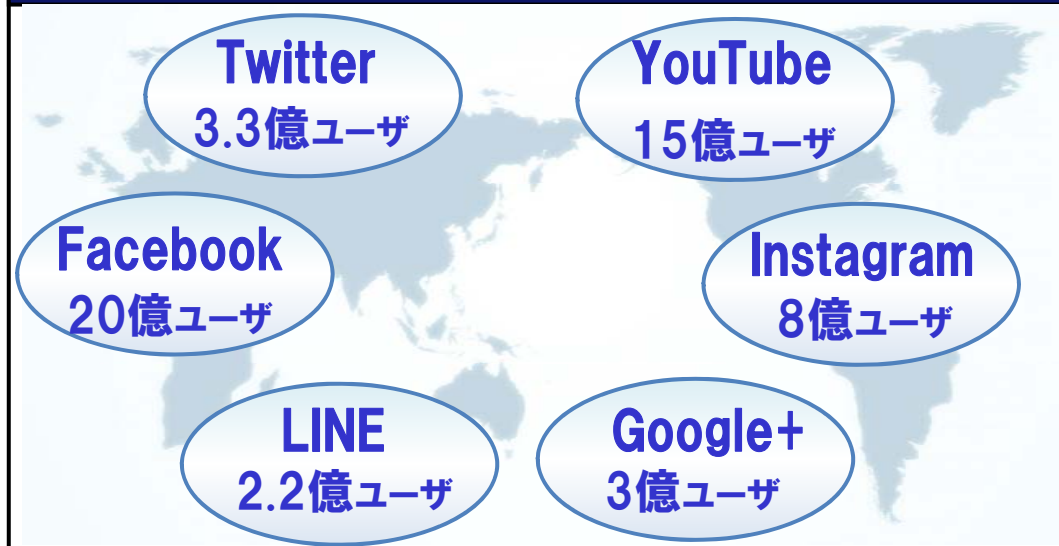 Twitter
3.3億ユーザ
YouTube
15億ユーザ
Facebook
20億ユーザ
Instagram
8億ユーザ
LINE
2.2億ユーザ
Google+
3億ユーザ